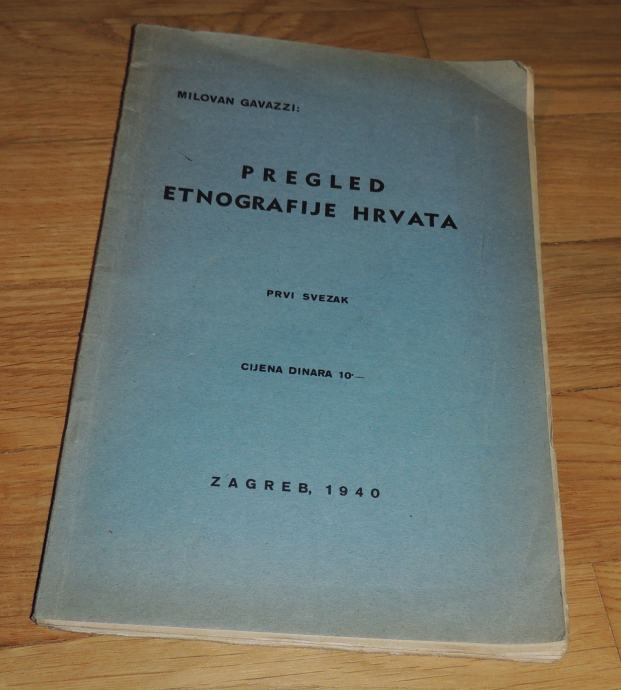 MILOVAN GAVAZZI:
PREGLED
ETNOGRAFIJE HRVATA
PRVI SVEZAK
CIJENA DINARA 10·—
ZAGREB, 1940